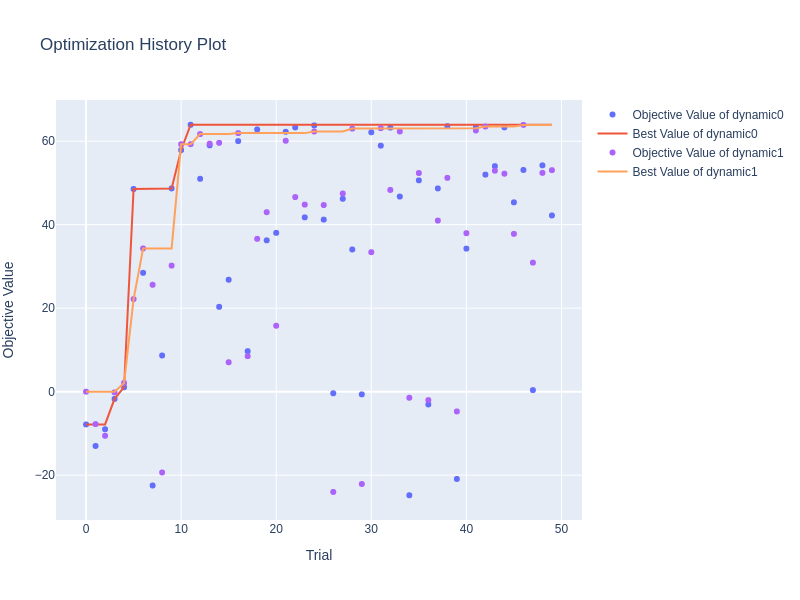 Optimization History Plot
Objective Value of dynamic0
Best Value of dynamic0
Objective Value of dynamic1
Best Value of dynamic1
60
40
20
0
−20
Objective Value
0
10
20
30
40
50
Trial